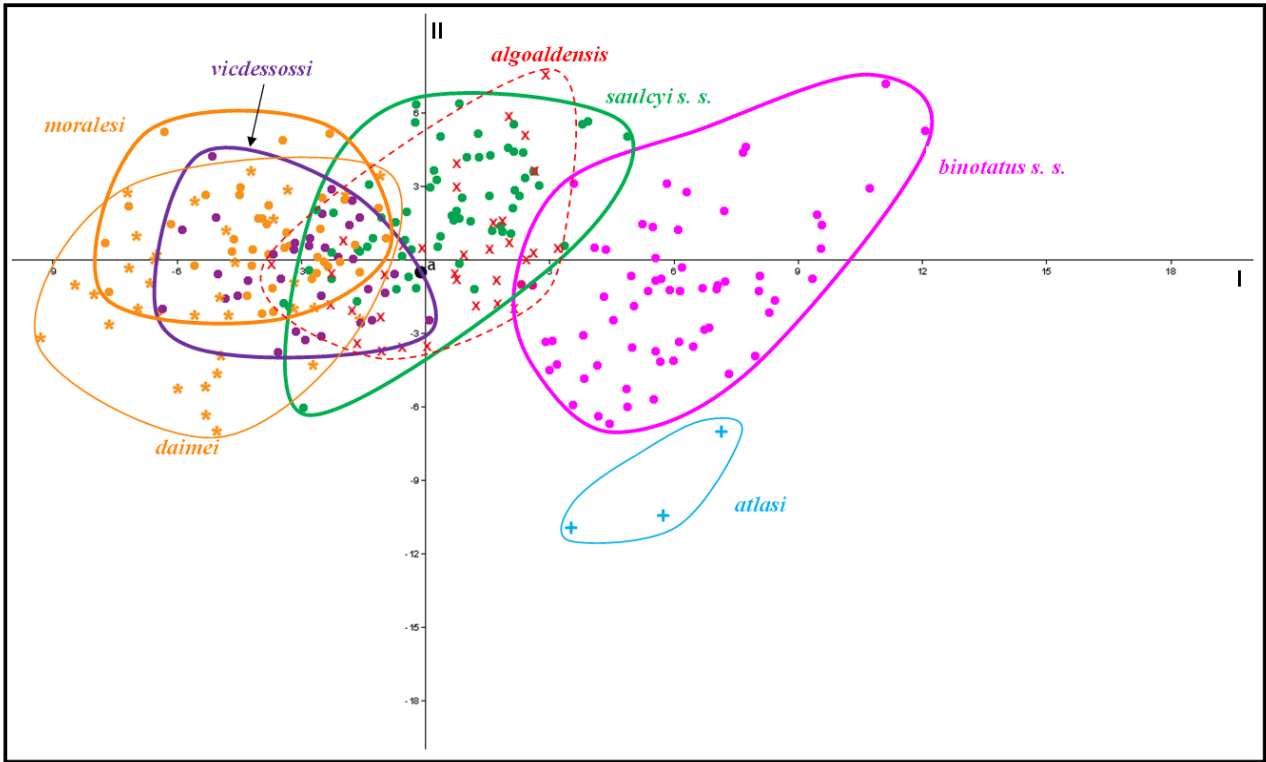 II
algoaldensis
vicdessossi
saulcyi s. s.
moralesi
binotatus s. s.
6
3
a
-9 -6 -3 3 6 9 12 15 18
I
-3
-6
daimei
-9
atlasi
-12
-15
-18